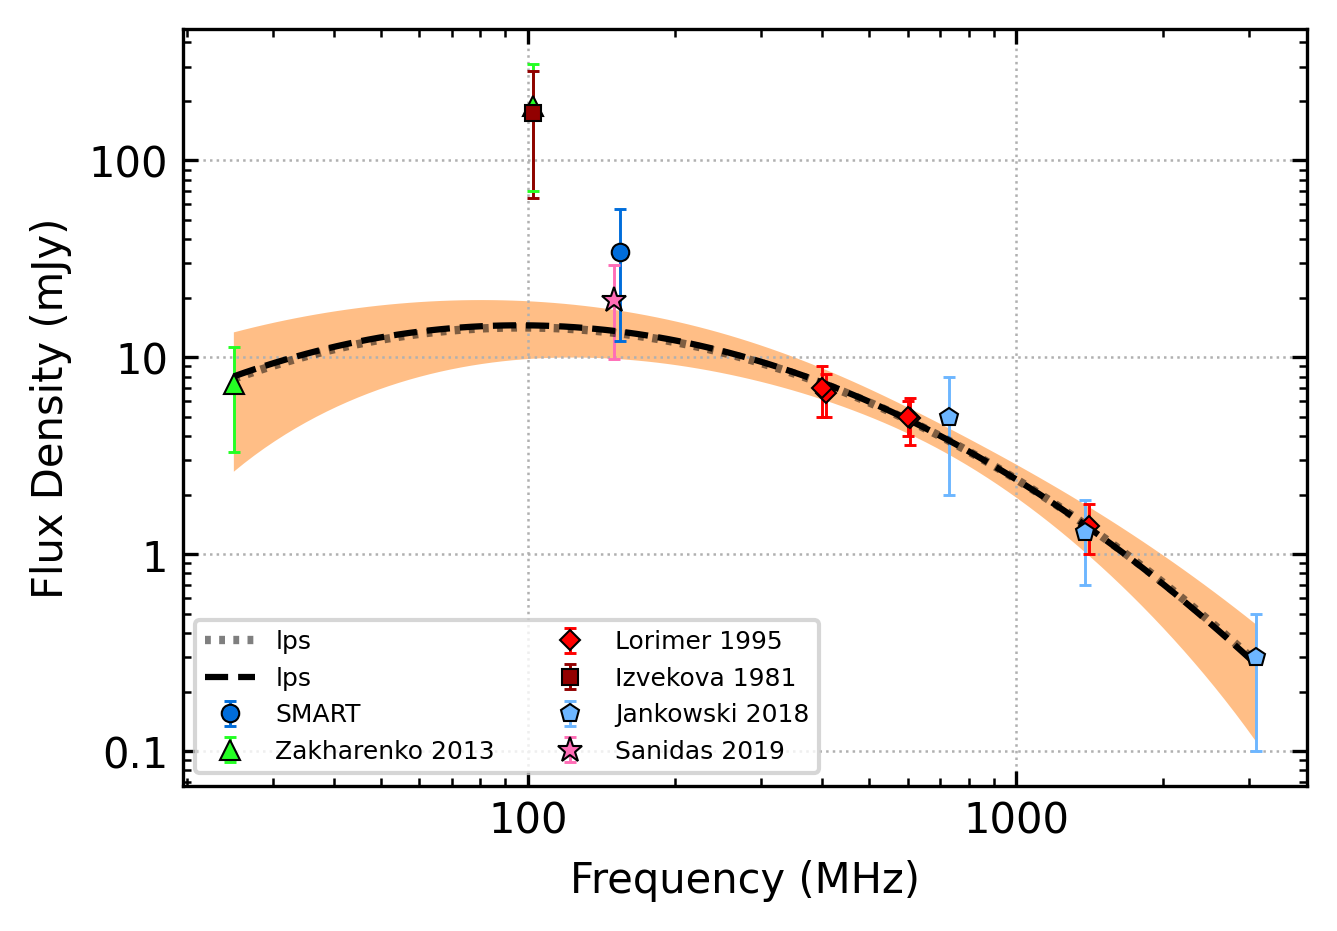 Flux Density (mJy)
100
10
1
0.1
lps
lps
SMART
Zakharenko 2013
Lorimer 1995
Izvekova 1981
Jankowski 2018
Sanidas 2019
100
1000
Frequency (MHz)